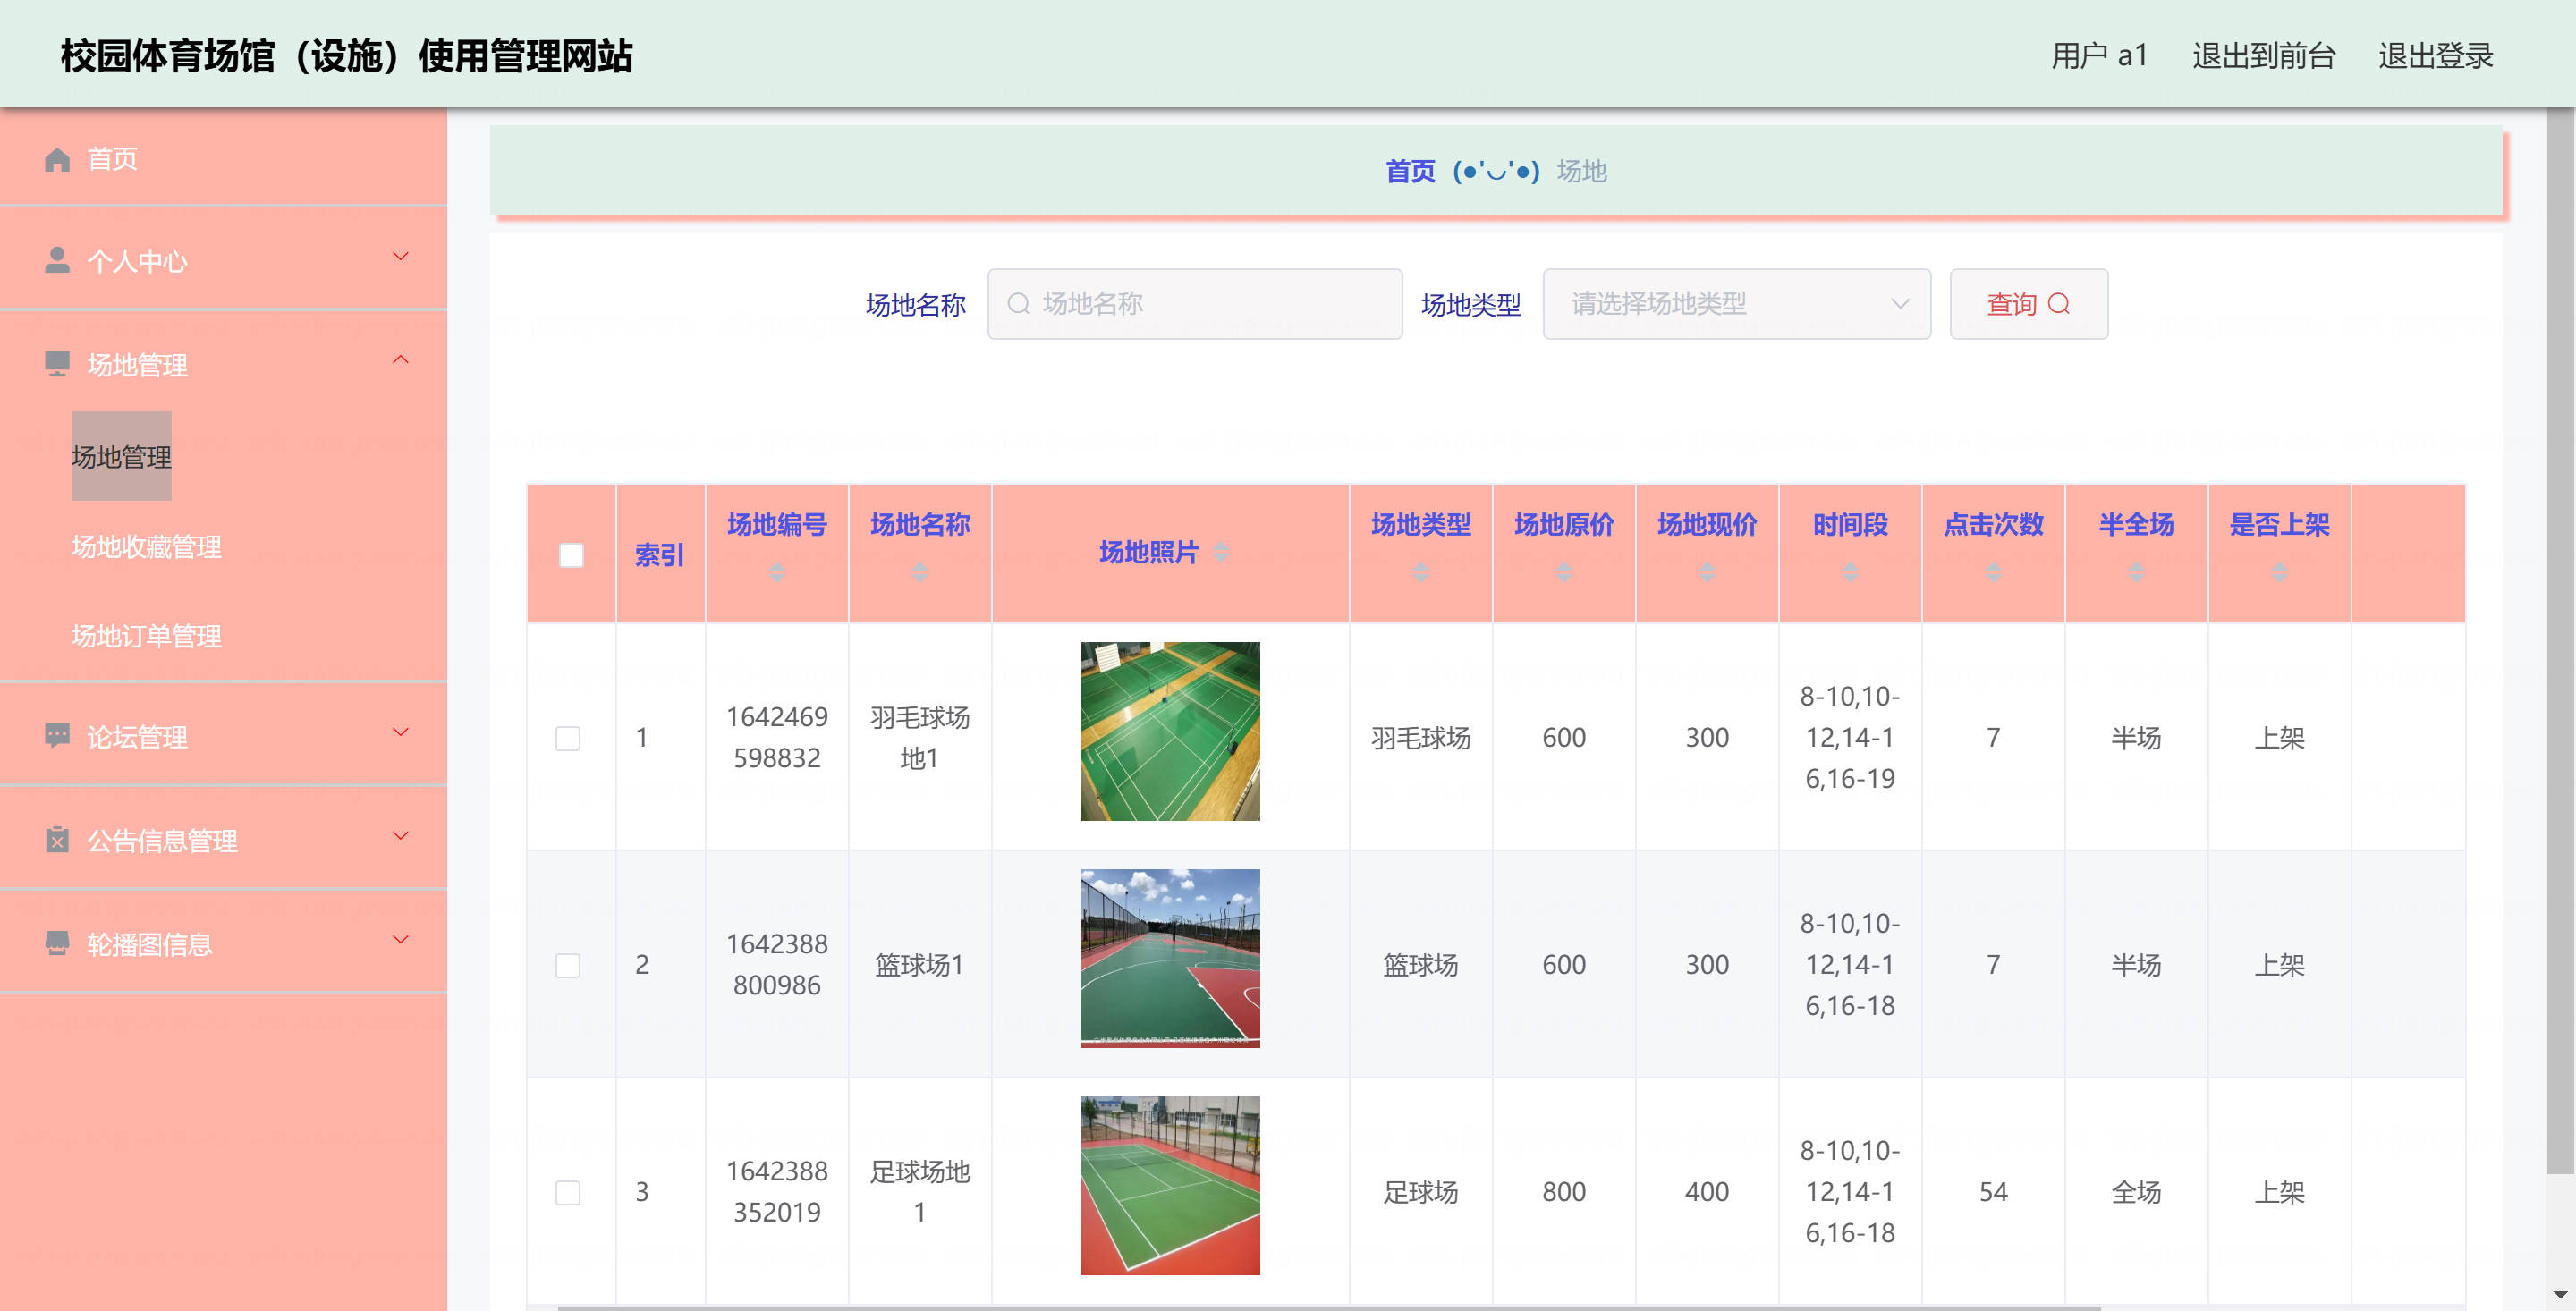 校园体育场馆（设施）使用管理网站
用户 a1 退出到前台 退出登录
首页
个人中心
场地管理
场地管理
场地收藏管理
场地订单管理
论坛管理
公告信息管理
轮播图信息
首页 (●'◡'●) 场地
场地名称 场地名称 场地类型 请选择场地类型 查询
索引 场地编号 场地名称 场地照片 场地类型 场地原价 场地现价 时间段 点击次数 半全场 是否上架
1 1642469598832 羽毛球场地1 羽毛球场 600 300 8-10,10-12,14-16,16-19 7 半场 上架
2 1642388800986 篮球场1 篮球场 600 300 8-10,10-12,14-16,16-18 7 半场 上架
3 1642388352019 足球场地1 足球场 800 400 8-10,10-12,14-16,16-18 54 全场 上架